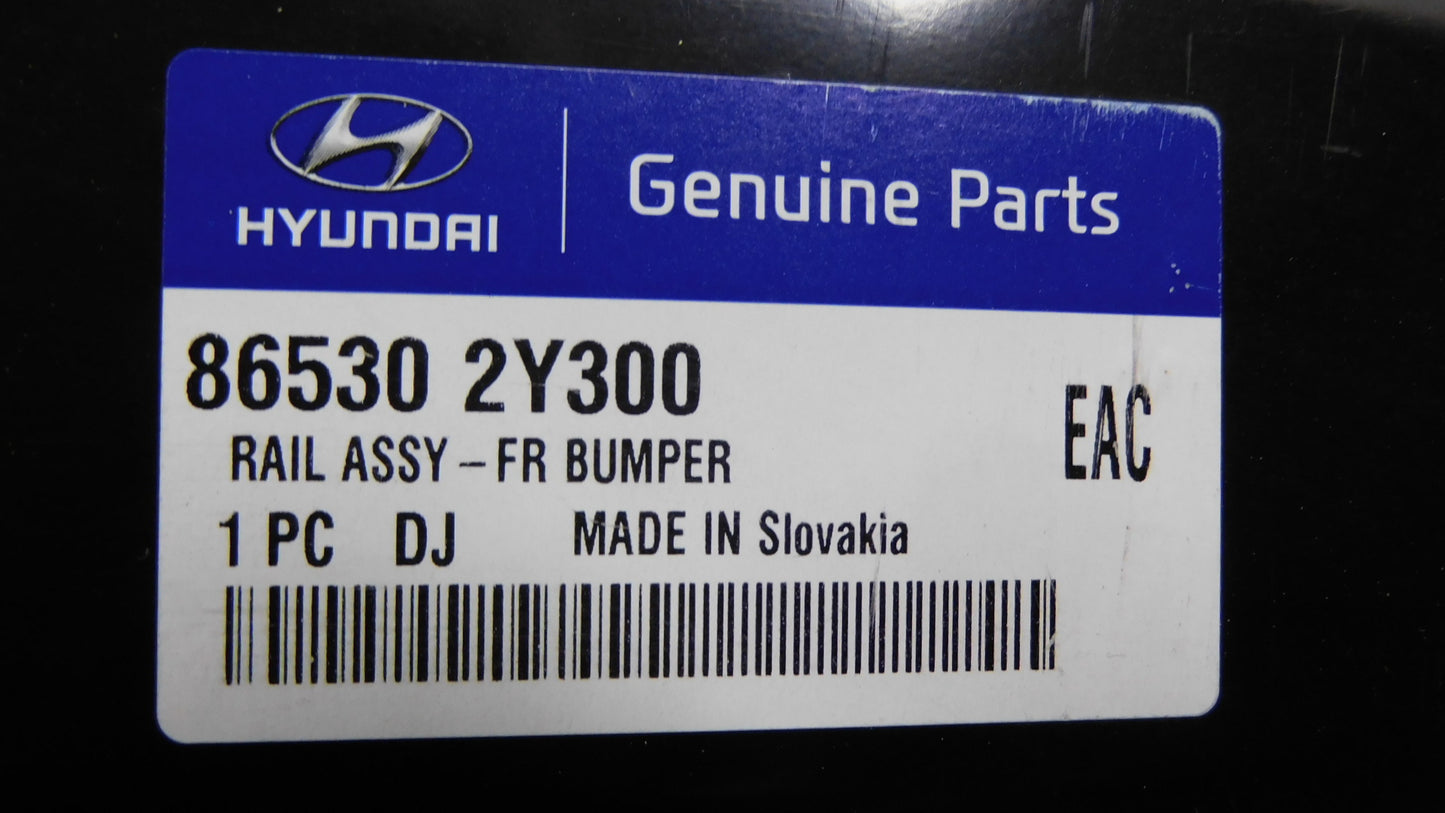 HYUNDAI
Genuine Parts
86530 2Y300
RAIL ASSY – FR BUMPER
EAC
1 PC DJ MADE IN Slovakia